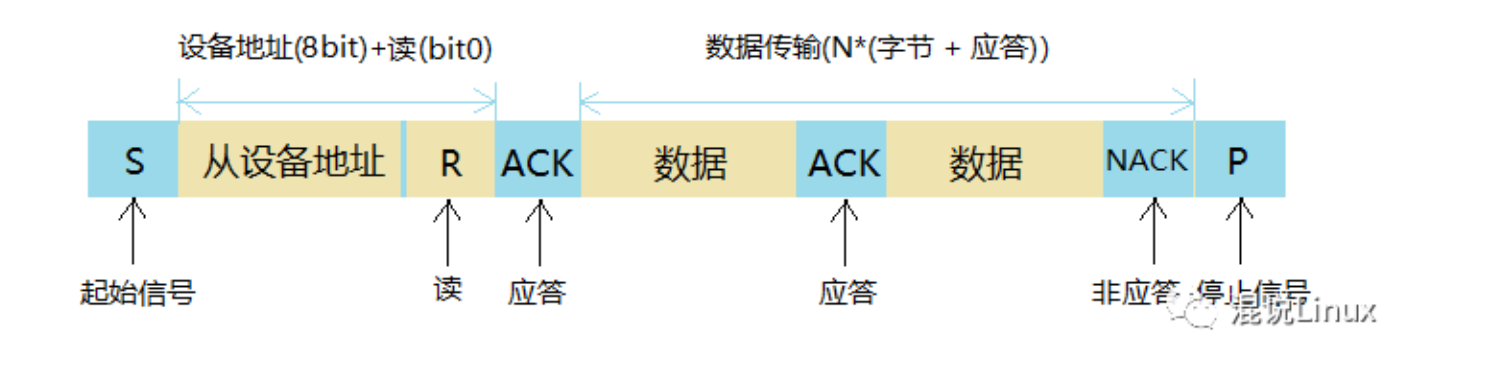 设备地址(8bit)+读(bit0) 数据传输(N*(字节 + 应答))
S 从设备地址 R ACK 数据 ACK 数据 NACK P
起始信号 读 应答 应答 非应答 停止信号
混说Linux